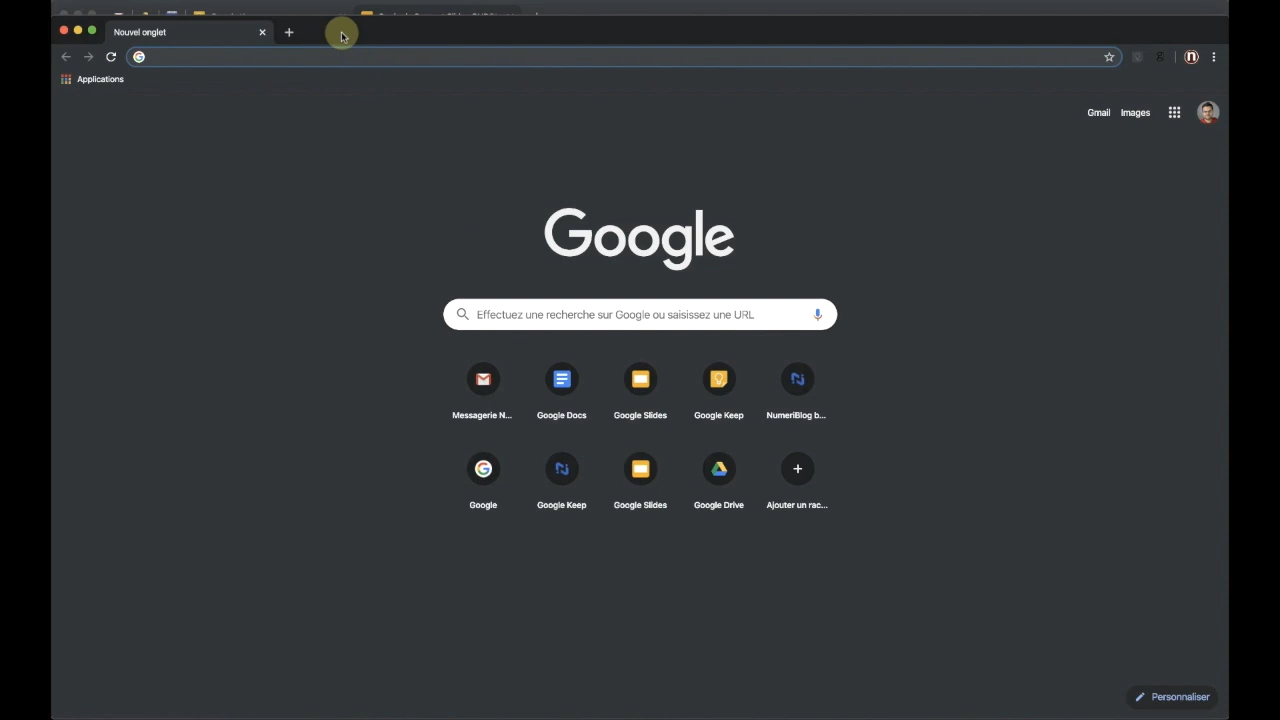 Nouvel onglet
Applications
Gmail Images
Google
Effectuez une recherche sur Google ou saisissez une URL
Messagerie N... Google Docs Google Slides Google Keep NumeriBlog b...
Google Google Keep Google Slides Google Drive Ajouter un rac...
Personnaliser